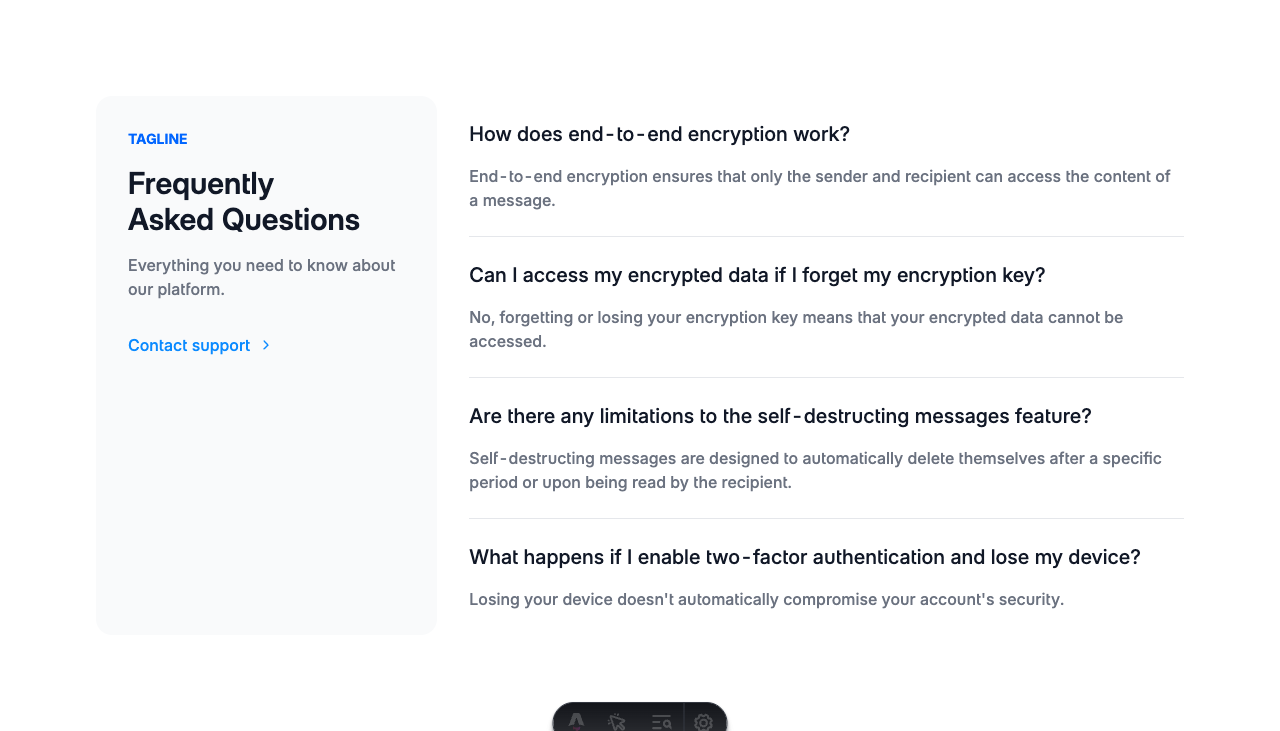 TAGLINE
Frequently
Asked Questions
Everything you need to know about
our platform.
Contact support
How does end-to-end encryption work?
End-to-end encryption ensures that only the sender and recipient can access the content of
a message.
Can I access my encrypted data if I forget my encryption key?
No, forgetting or losing your encryption key means that your encrypted data cannot be
accessed.
Are there any limitations to the self-destructing messages feature?
Self-destructing messages are designed to automatically delete themselves after a specific
period or upon being read by the recipient.
What happens if I enable two-factor authentication and lose my device?
Losing your device doesn't automatically compromise your account's security.